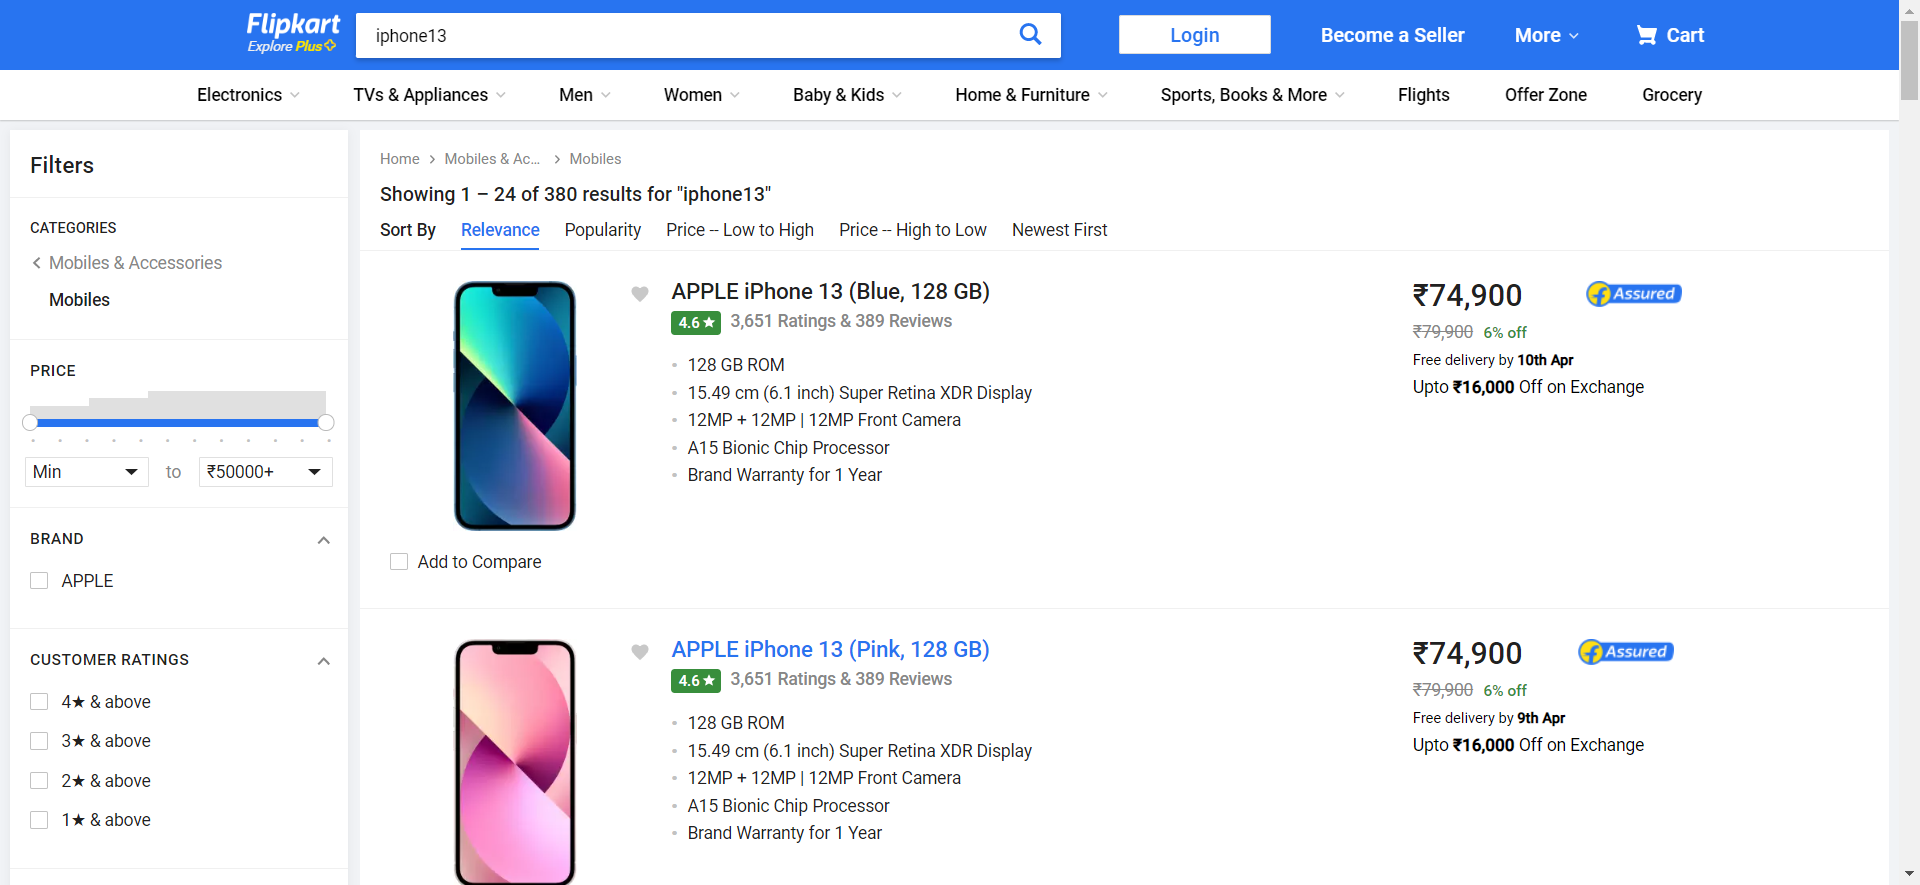 Flipkart
Explore Plus
iphone13
Login
Become a Seller
More
Cart
Electronics
TVs & Appliances
Men
Women
Baby & Kids
Home & Furniture
Sports, Books & More
Flights
Offer Zone
Grocery
Filters
CATEGORIES
Mobiles & Accessories
Mobiles
PRICE
Min
to
₹50000+
BRAND
APPLE
CUSTOMER RATINGS
4★ & above
3★ & above
2★ & above
1★ & above
Home
Mobiles & Ac...
Mobiles
Showing 1 – 24 of 380 results for "iphone13"
Sort By
Relevance
Popularity
Price -- Low to High
Price -- High to Low
Newest First
APPLE iPhone 13 (Blue, 128 GB)
4.6★
3,651 Ratings & 389 Reviews
128 GB ROM
15.49 cm (6.1 inch) Super Retina XDR Display
12MP + 12MP | 12MP Front Camera
A15 Bionic Chip Processor
Brand Warranty for 1 Year
₹74,900
Assured
₹79,900
6% off
Free delivery by 10th Apr
Upto ₹16,000 Off on Exchange
Add to Compare
APPLE iPhone 13 (Pink, 128 GB)
4.6★
3,651 Ratings & 389 Reviews
128 GB ROM
15.49 cm (6.1 inch) Super Retina XDR Display
12MP + 12MP | 12MP Front Camera
A15 Bionic Chip Processor
Brand Warranty for 1 Year
₹74,900
Assured
₹79,900
6% off
Free delivery by 9th Apr
Upto ₹16,000 Off on Exchange